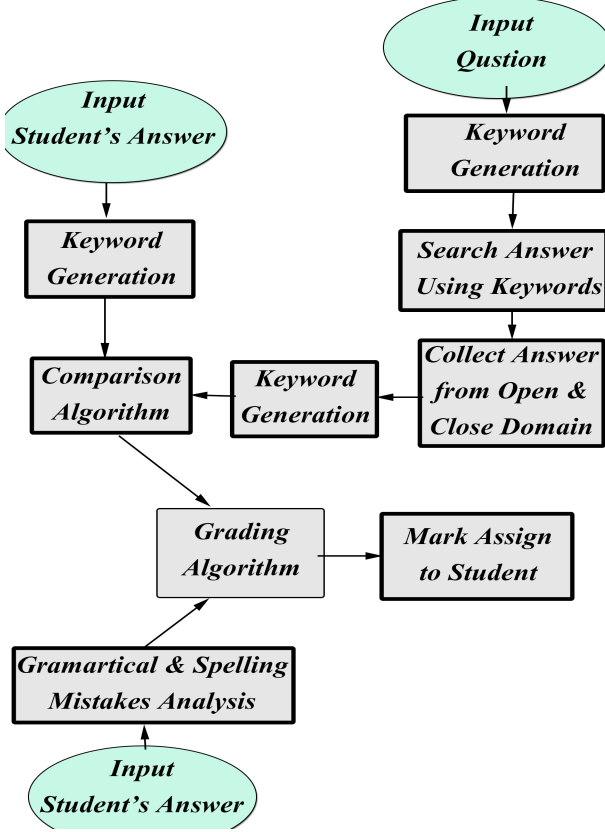 Input
Qustion
Input
Student's Answer
Keyword
Generation
Keyword
Generation
Search Answer
Using Keywords
Collect Answer
from Open &
Close Domain
Keyword
Generation
Comparison
Algorithm
Grading
Algorithm
Mark Assign
to Student
Gramartical & Spelling
Mistakes Analysis
Input
Student's Answer